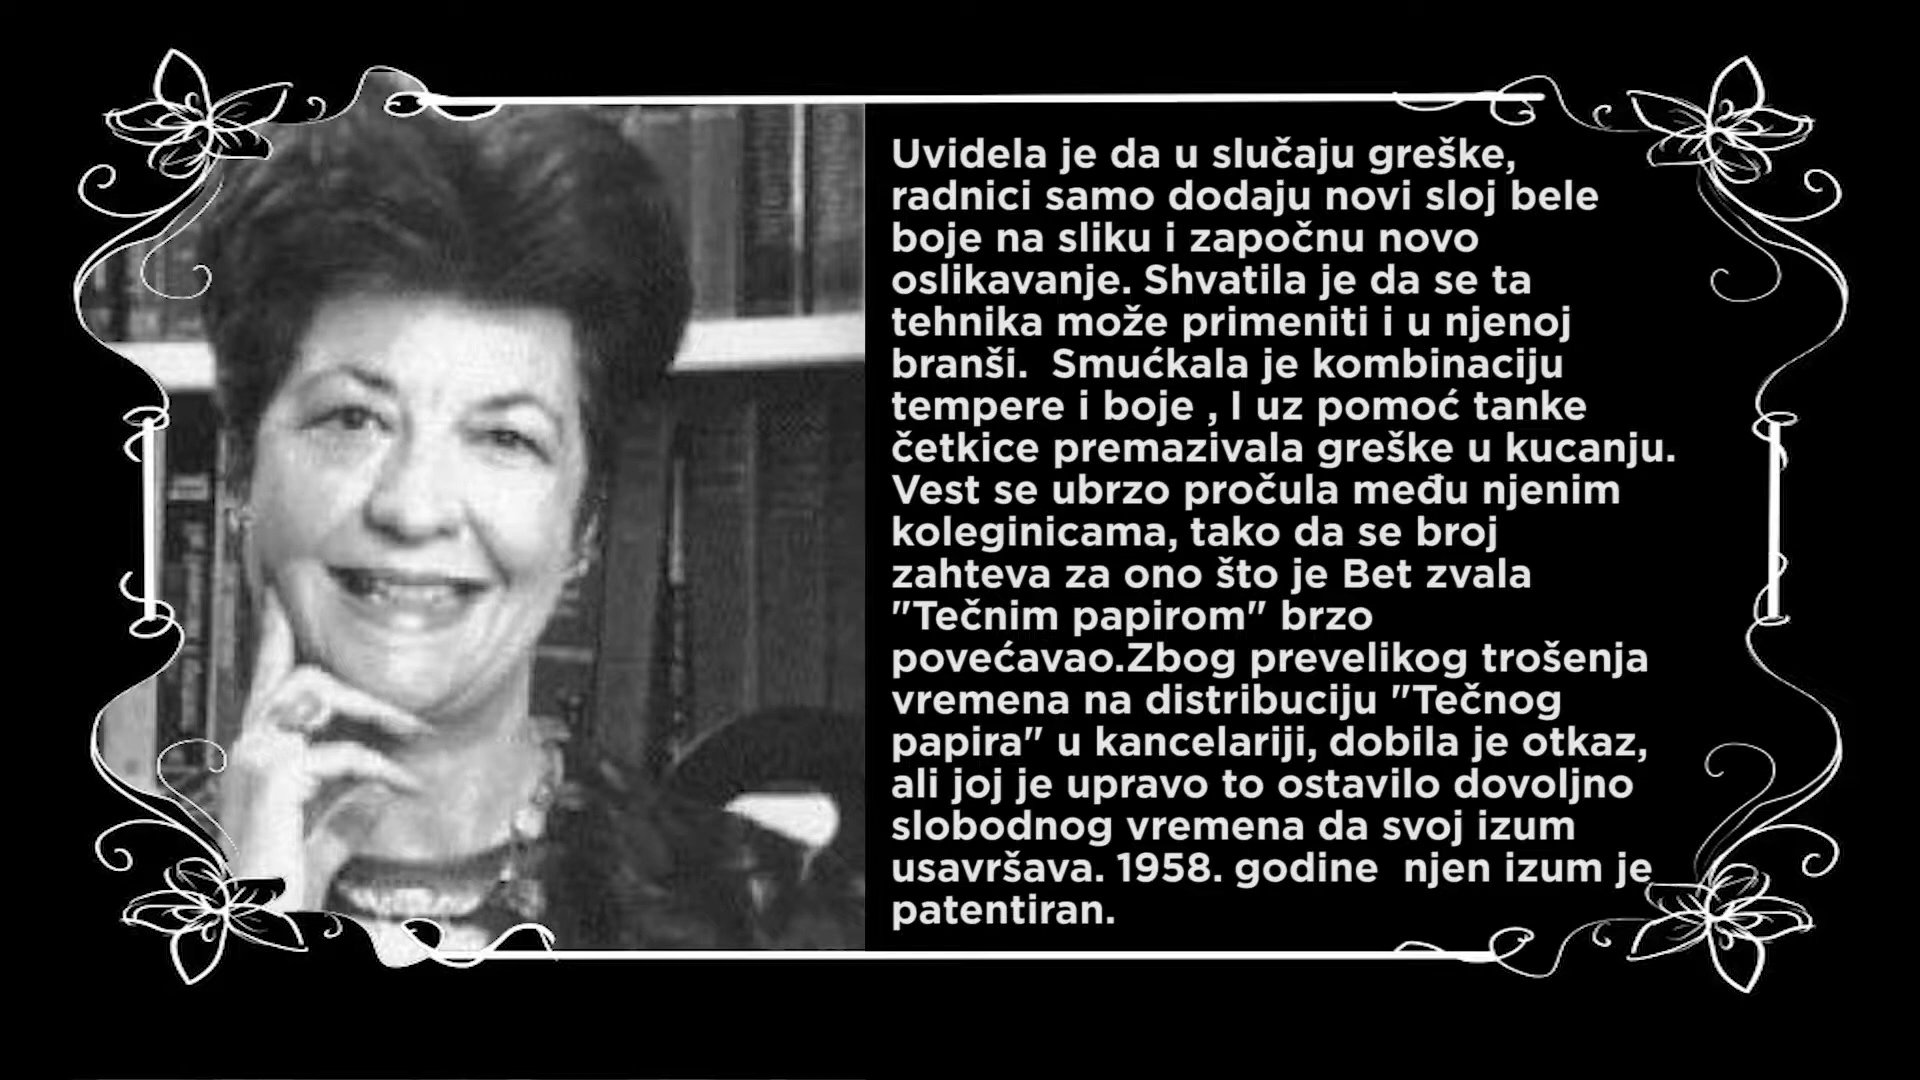 Uvidela je da u slučaju greške,
radnici samo dodaju novi sloj bele
boje na sliku i započnu novo
oslikavanje. Shvatila je da se ta
tehnika može primeniti i u njenoj
branši.  Smućkala je kombinaciju
tempere i boje , I uz pomoć tanke
četkice premazivala greške u kucanju.
Vest se ubrzo pročula među njenim
koleginicama, tako da se broj
zahteva za ono što je Bet zvala
"Tečnim papirom" brzo
povećavao.Zbog prevelikog trošenja
vremena na distribuciju "Tečnog
papira" u kancelariji, dobila je otkaz,
ali joj je upravo to ostavilo dovoljno
slobodnog vremena da svoj izum
usavršava. 1958. godine  njen izum je
patentiran.